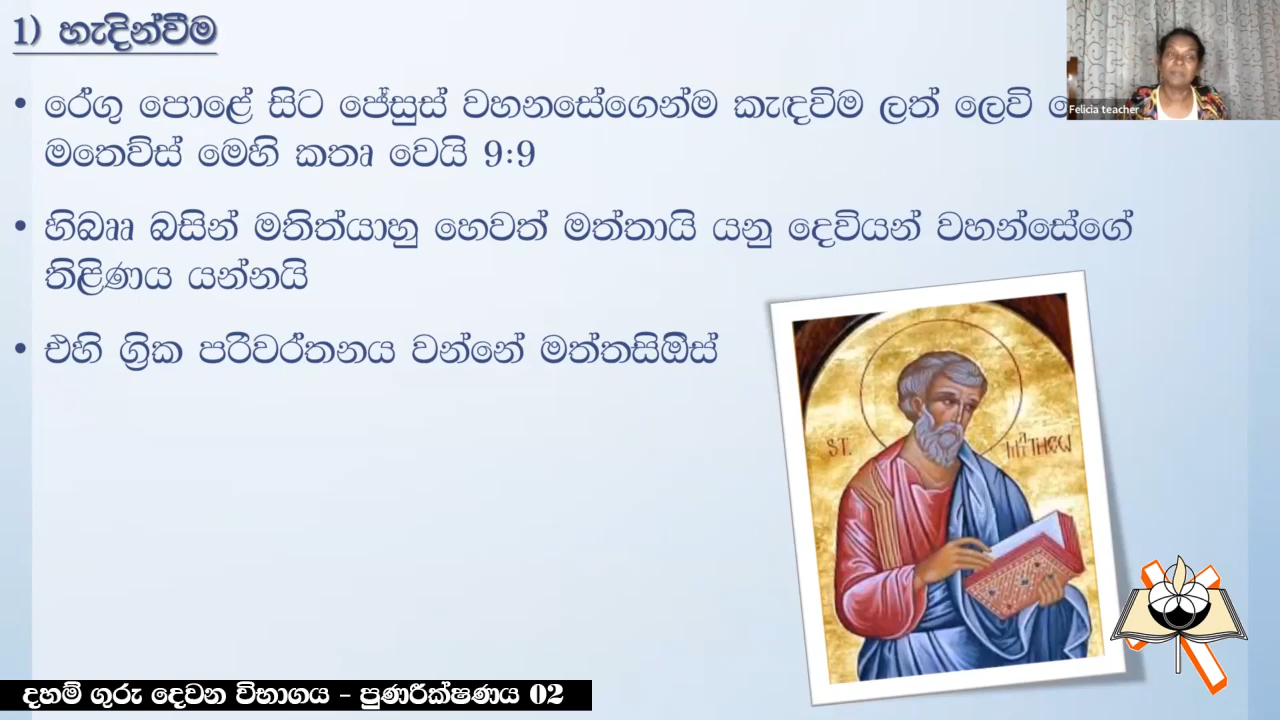 1) හැඳින්වීම
• රේගු පොළේ සිට ජේසුස් වහනසේගෙන්ම කැඳවිම ලත් ලෙවි
මතෙව්ස් මෙහි කතෘ වෙයි 9:9
• හිබෲ බසින් මතිත්යාහු හෙවත් මත්තායි යනු දෙවියන් වහන්සේගේ
තිළිණය යන්නයි
• එහි ග්‍රික පරිවර්තනය වන්නේ මත්තසිඕස්
Felicia teacher
ST. MATTHEW
දහම් ගුරු දෙවන විභාගය - පුණරීක්ෂණය 02